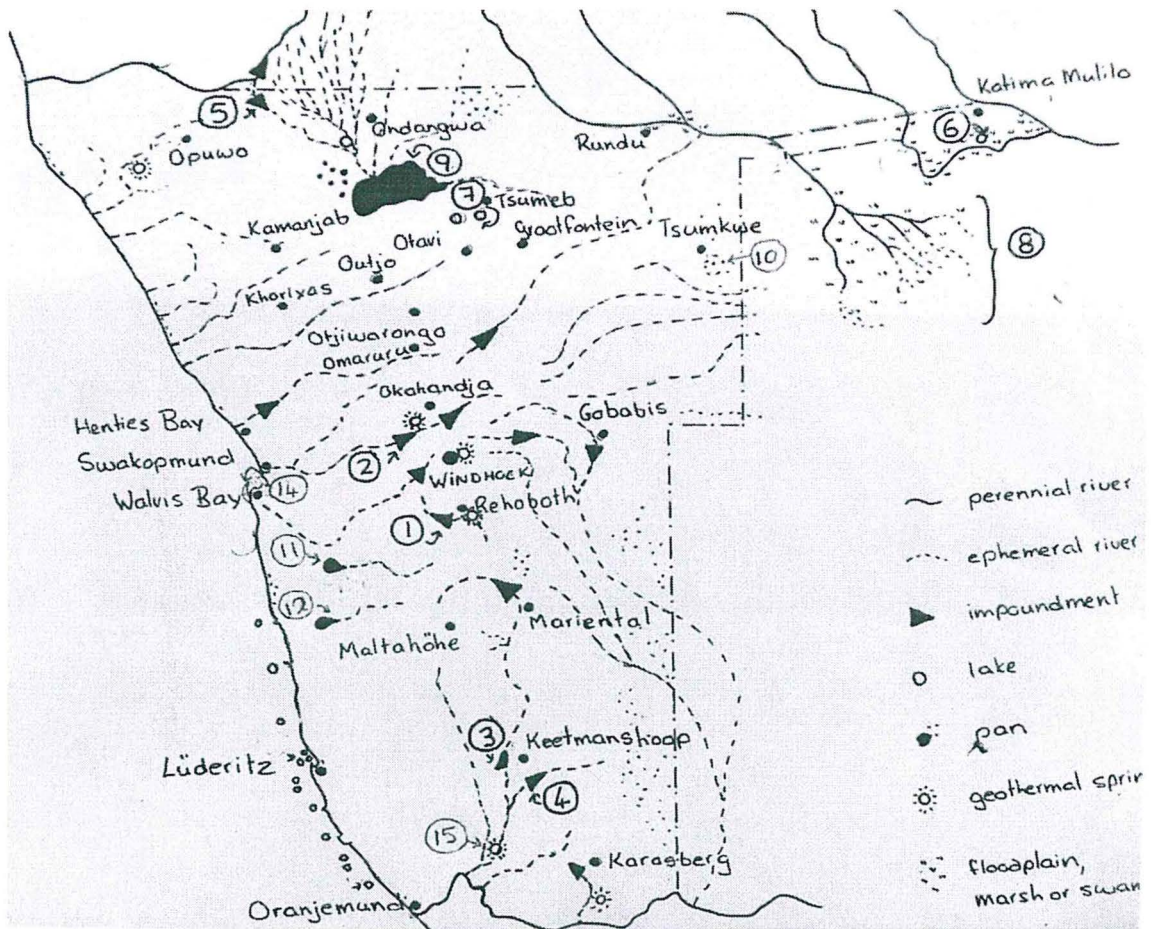 Katima Mulilo
5
6
Ondangwa
Rundu
Opuwo
9
7
Tsumeb
Kamanjab
Grootfontein
Tsumkwe
Otavi
8
10
Outjo
Khorixas
Otjiwarongo
Omaruru
Okahandja
Henties Bay
Gobabis
Swakopmund
2
WINDHOEK
14
Walvis Bay
Rehoboth
perennial river
1
11
ephemeral river
12
impoundment
Mariental
Maltahöhe
lake
3
Keetmanshoop
pan
Lüderitz
4
geothermal sprin
15
Karasberg
floodplain,
marsh or swam
Oranjemund